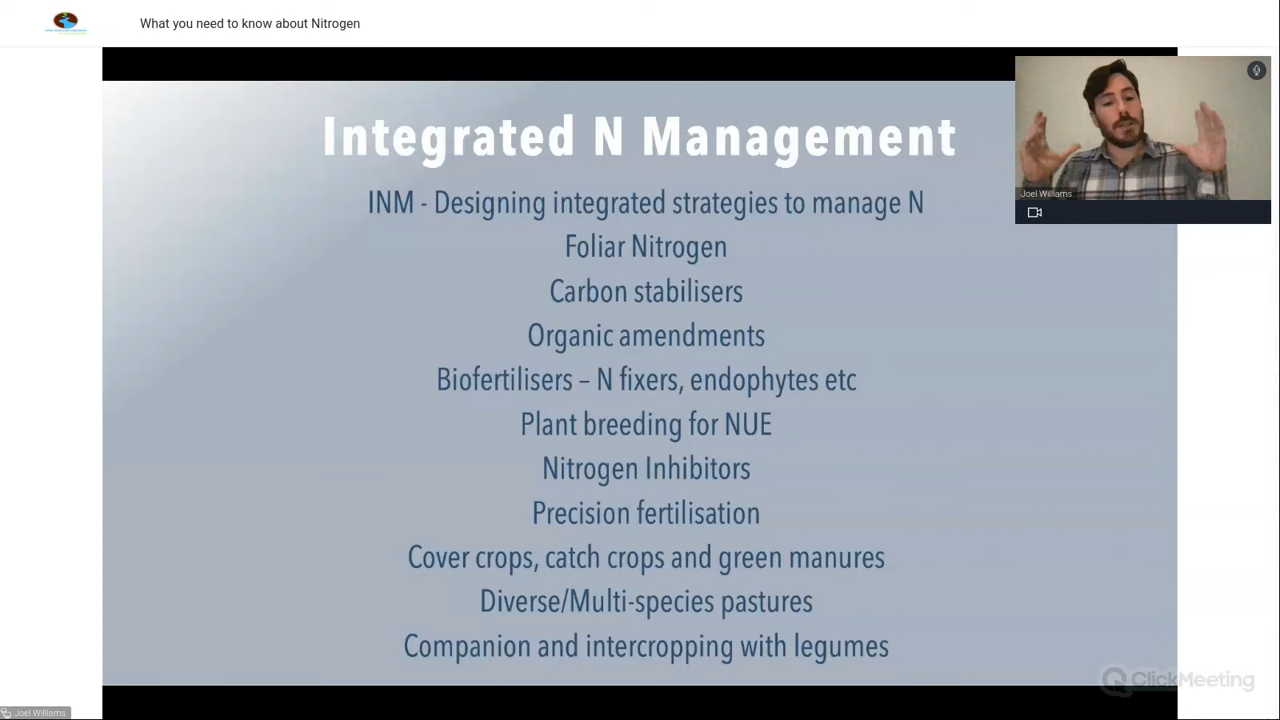 What you need to know about Nitrogen
Integrated N Management
INM - Designing integrated strategies to manage N
Foliar Nitrogen
Carbon stabilisers
Organic amendments
Biofertilisers – N fixers, endophytes etc
Plant breeding for NUE
Nitrogen Inhibitors
Precision fertilisation
Cover crops, catch crops and green manures
Diverse/Multi-species pastures
Companion and intercropping with legumes
Joel Williams
ClickMeeting
Joel Williams